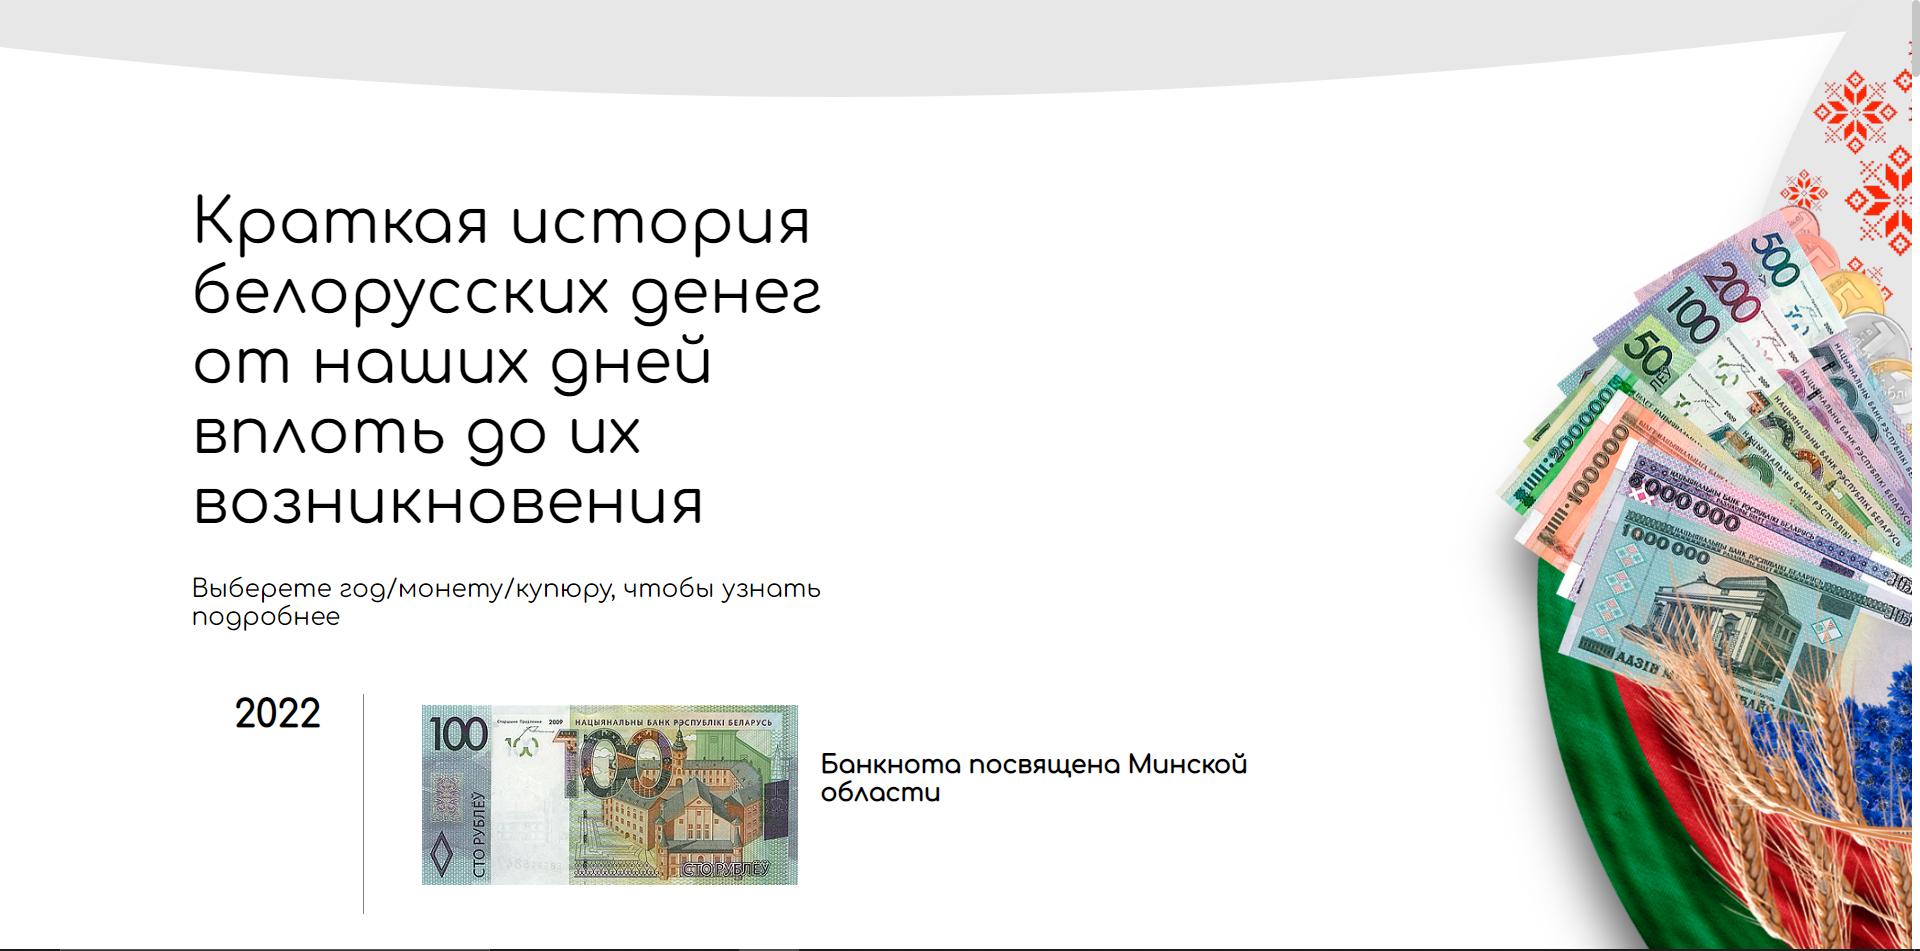 Краткая история
белорусских денег
от наших дней
вплоть до их
возникновения
Выберете год/монету/купюру, чтобы узнать
подробнее
2022
100
2009
НАЦЫЯНАЛЬНЫ БАНК РЭСПУБЛІКІ БЕЛАРУСЬ
100
100
СТО РУБЛЁЎ
СТО РУБЛЁЎ
Банкнота посвящена Минской
области
500
200
100
50
200000
100000
5000000
1000000
НАЦЫЯНАЛЬНЫ БАНК РЭСПУБЛІКІ БЕЛАРУСЬ